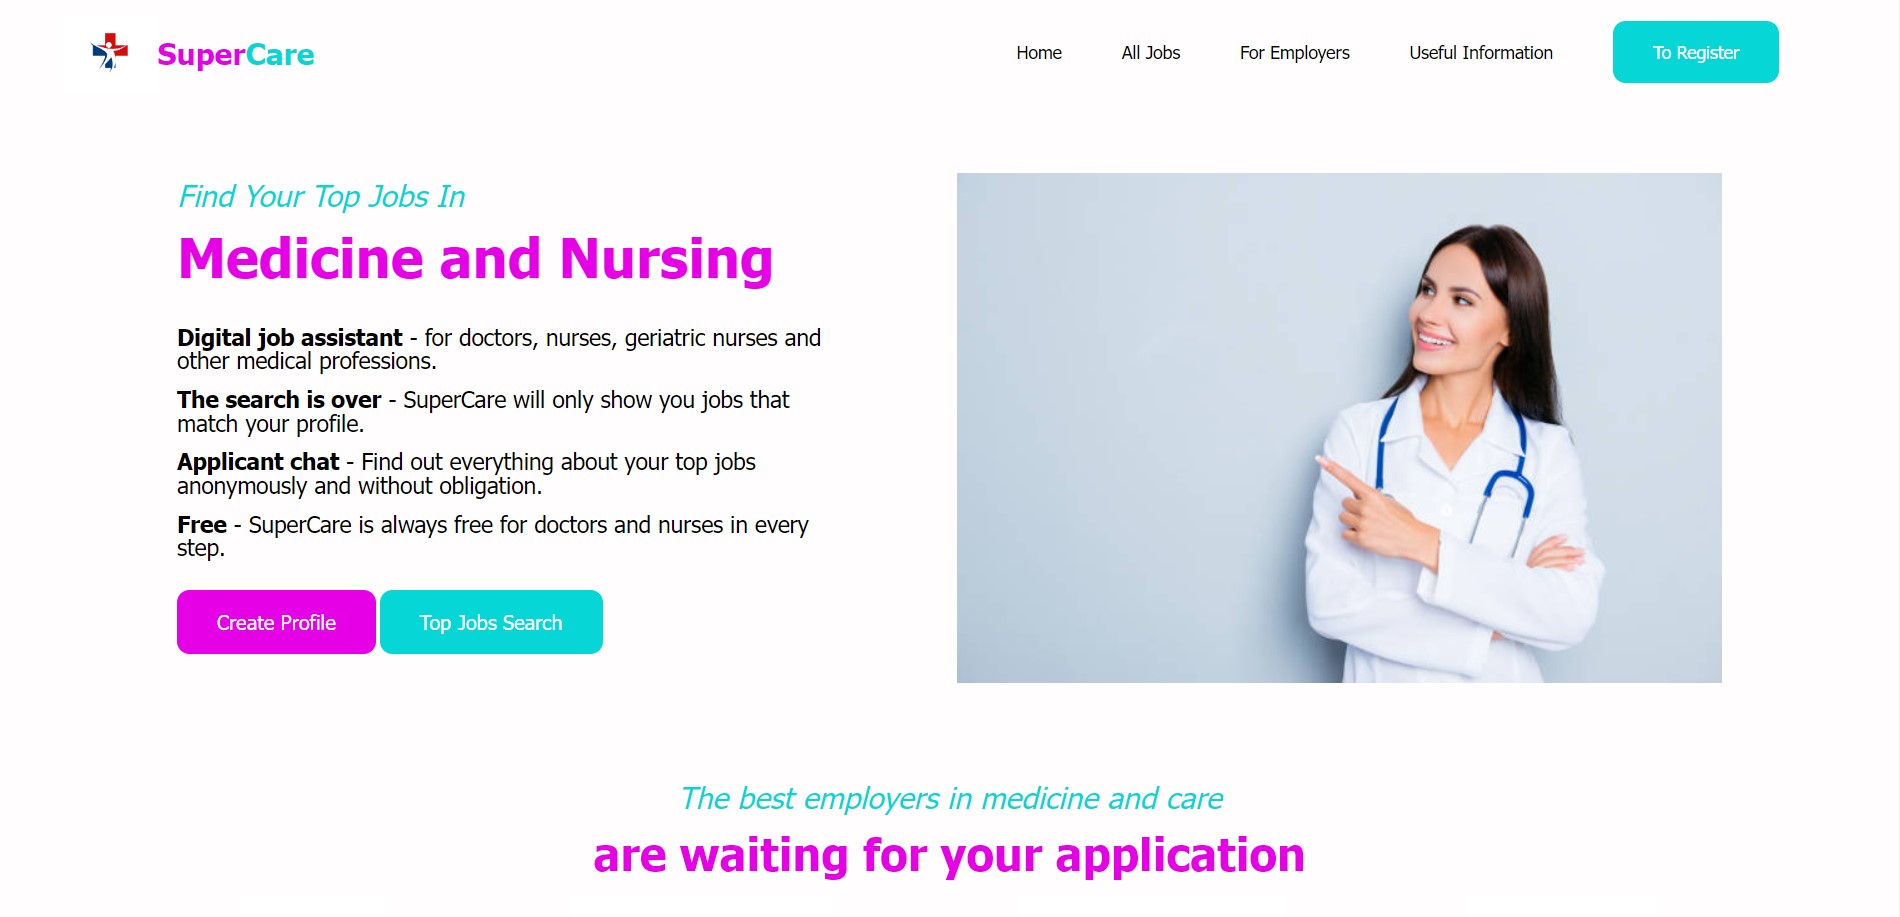 SuperCare
Home
All Jobs
For Employers
Useful Information
To Register
Find Your Top Jobs In
Medicine and Nursing
Digital job assistant - for doctors, nurses, geriatric nurses and
other medical professions.
The search is over - SuperCare will only show you jobs that
match your profile.
Applicant chat - Find out everything about your top jobs
anonymously and without obligation.
Free - SuperCare is always free for doctors and nurses in every
step.
Create Profile
Top Jobs Search
The best employers in medicine and care
are waiting for your application